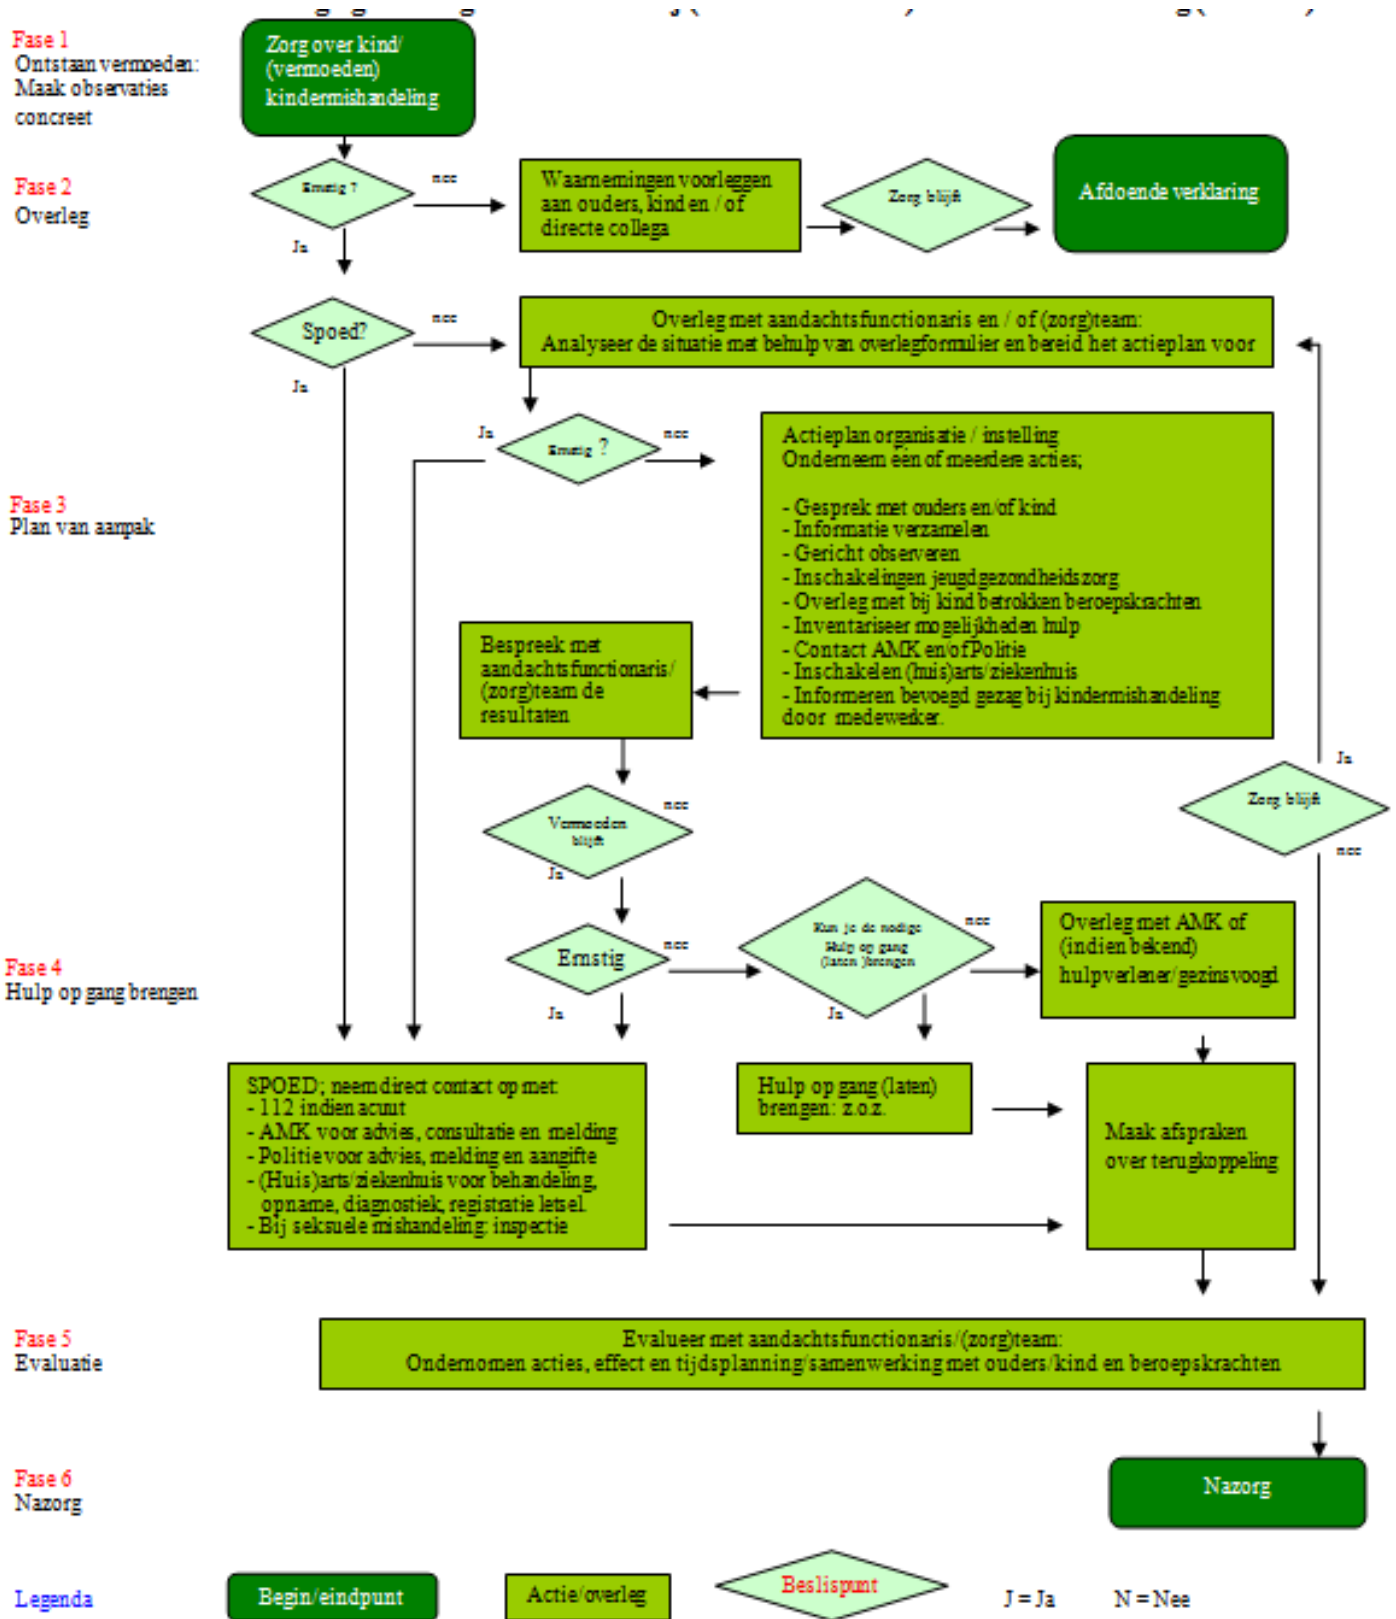 Fase 1
Ontstaan vermoeden:
Maak observaties
concreet
Zorg over kind/
(vermoeden)
kindermishandeling
Fase 2
Overleg
Ernstig ?
nee
Ja
Waarnemingen voorleggen
aan ouders, kind en / of
directe collega
Zorg blijft
Afdoende verklaring
Spoed?
nee
Ja
Overleg met aandachtsfunctionaris en / of (zorg)team:
Analyseer de situatie met behulp van overlegformulier en bereid het actieplan voor
Ja
Ernstig ?
nee
Fase 3
Plan van aanpak
Actieplan organisatie / instelling
Onderneem één of meerdere acties;
- Gesprek met ouders en/of kind
- Informatie verzamelen
- Gericht observeren
- Inschakelingen jeugdgezondheidszorg
- Overleg met bij kind betrokken beroepskrachten
- Inventariseer mogelijkheden hulp
- Contact AMK en/of Politie
- Inschakelen (huis)arts/ziekenhuis
- Informeren bevoegd gezag bij kindermishandeling
door medewerker.
Bespreek met
aandachtsfunctionaris/
(zorg)team de
resultaten
Ja
Zorg blijft
nee
Vermoeden
blijft
nee
Ja
Fase 4
Hulp op gang brengen
Ernstig
nee
Ja
Kun je de nodige
Hulp op gang
(laten )brengen
nee
Ja
Overleg met AMK of
(indien bekend)
hulpverlener/gezinsvoogd
SPOED; neem direct contact op met:
- 112 indien acuut
- AMK voor advies, consultatie en melding
- Politie voor advies, melding en aangifte
- (Huis)arts/ziekenhuis voor behandeling,
opname, diagnostiek, registratie letsel.
- Bij seksuele mishandeling: inspectie
Hulp op gang (laten)
brengen: z.o.z.
Maak afspraken
over terugkoppeling
Fase 5
Evaluatie
Evalueer met aandachtsfunctionaris/(zorg)team:
Ondernomen acties, effect en tijdsplanning/samenwerking met ouders/kind en beroepskrachten
Fase 6
Nazorg
Nazorg
Legenda
Begin/eindpunt
Actie/overleg
Beslispunt
J = Ja
N = Nee